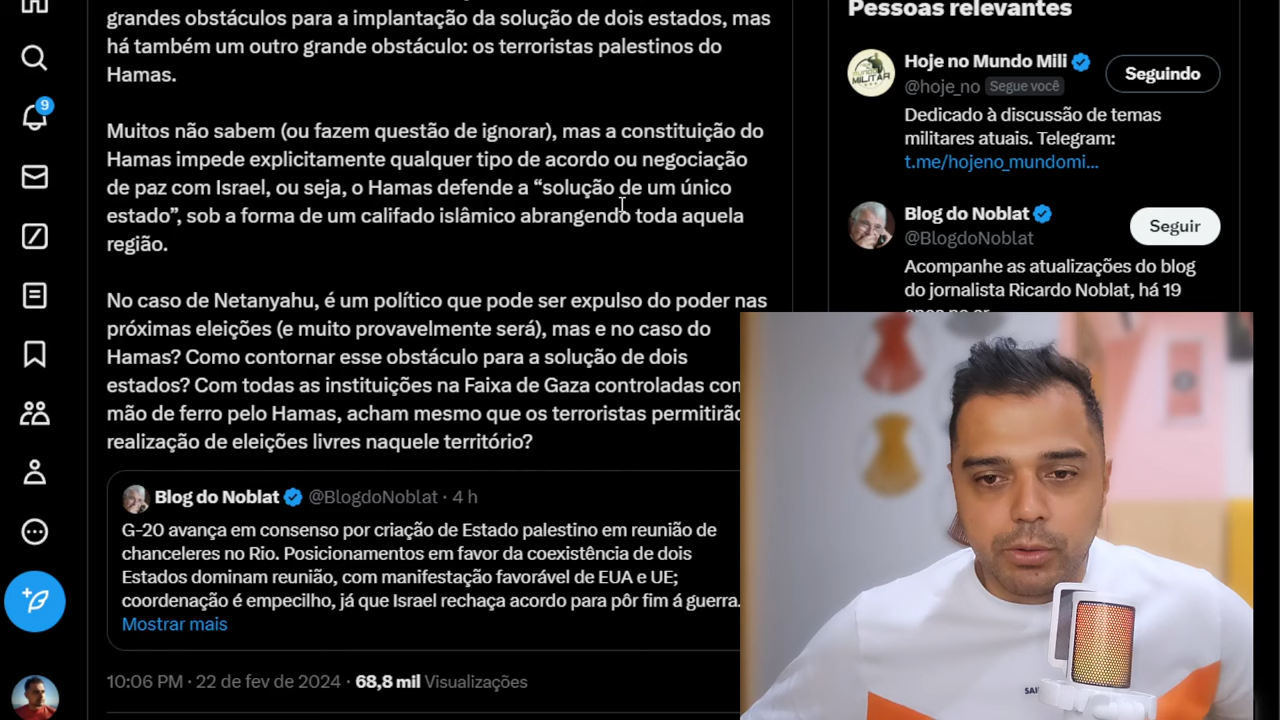 grandes obstáculos para a implantação da solução de dois estados, mas
há também um outro grande obstáculo: os terroristas palestinos do
Hamas.
Muitos não sabem (ou fazem questão de ignorar), mas a constituição do
Hamas impede explicitamente qualquer tipo de acordo ou negociação
de paz com Israel, ou seja, o Hamas defende a “solução de um único
estado”, sob a forma de um califado islâmico abrangendo toda aquela
região.
No caso de Netanyahu, é um político que pode ser expulso do poder nas
próximas eleições (e muito provavelmente será), mas e no caso do
Hamas? Como contornar esse obstáculo para a solução de dois
estados? Com todas as instituições na Faixa de Gaza controladas com
mão de ferro pelo Hamas, acham mesmo que os terroristas permitirão
realização de eleições livres naquele território?
Blog do Noblat @BlogdoNoblat · 4 h
G-20 avança em consenso por criação de Estado palestino em reunião de
chanceleres no Rio. Posicionamentos em favor da coexistência de dois
Estados dominam reunião, com manifestação favorável de EUA e UE;
coordenação é empecilho, já que Israel rechaça acordo para pôr fim á guerra.
Mostrar mais
10:06 PM · 22 de fev de 2024 · 68,8 mil Visualizações
9
Pessoas relevantes
Hoje no Mundo Mili
Seguindo
@hoje_no Segue você
Dedicado à discussão de temas
militares atuais. Telegram:
t.me/hojeno_mundomi...
MILITAR
Blog do Noblat
Seguir
@BlogdoNoblat
Acompanhe as atualizações do blog
do jornalista Ricardo Noblat, há 19
anos no ar